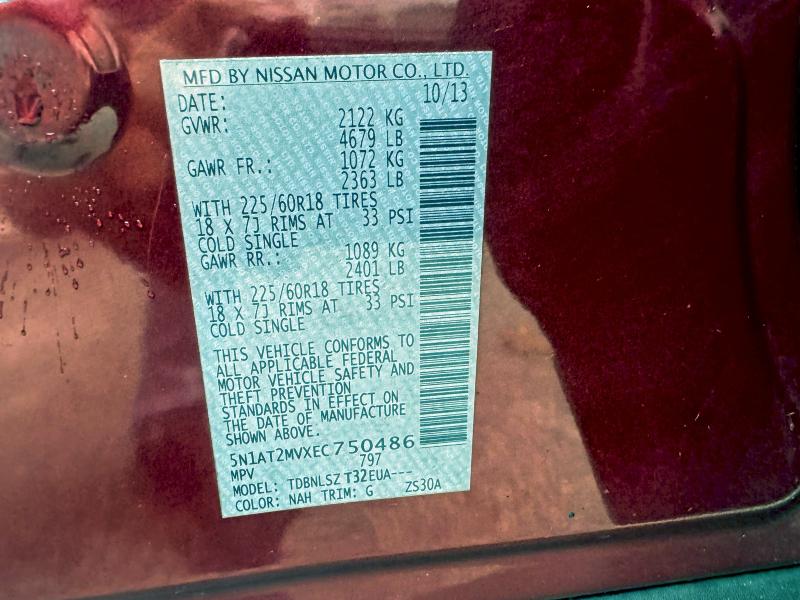 MFD BY NISSAN MOTOR CO., LTD.
DATE: 10/13
GVWR: 2122 KG
4679 LB
GAWR FR.: 1072 KG
2363 LB
WITH 225/60R18 TIRES
18 X 7J RIMS AT 33 PSI
COLD SINGLE
GAWR RR.: 1089 KG
2401 LB
WITH 225/60R18 TIRES
18 X 7J RIMS AT 33 PSI
COLD SINGLE
THIS VEHICLE CONFORMS TO
ALL APPLICABLE FEDERAL
MOTOR VEHICLE SAFETY AND
THEFT PREVENTION
STANDARDS IN EFFECT ON
THE DATE OF MANUFACTURE
SHOWN ABOVE.
5N1AT2MVXEC750486
MPV 797
MODEL: TDBNLSZ T32EUA---
COLOR: NAH TRIM: G ZS30A